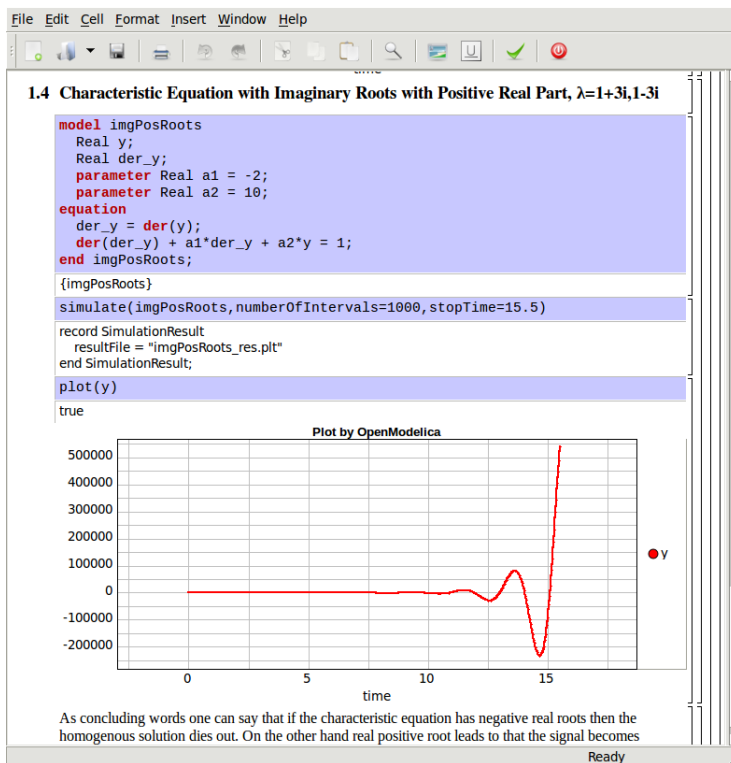 File Edit Cell Format Insert Window Help
1.4 Characteristic Equation with Imaginary Roots with Positive Real Part, λ=1+3i,1-3i
model imgPosRoots
Real y;
Real der_y;
parameter Real a1 = -2;
parameter Real a2 = 10;
equation
der_y = der(y);
der(der_y) + a1*der_y + a2*y = 1;
end imgPosRoots;
{imgPosRoots}
simulate(imgPosRoots,numberOfIntervals=1000,stopTime=15.5)
record SimulationResult
resultFile = "imgPosRoots_res.plt"
end SimulationResult;
plot(y)
true
Plot by OpenModelica
500000
400000
300000
200000
100000
0
-100000
-200000
y
0 5 10 15
time
As concluding words one can say that if the characteristic equation has negative real roots then the
homogenous solution dies out. On the other hand real positive root leads to that the signal becomes
Ready